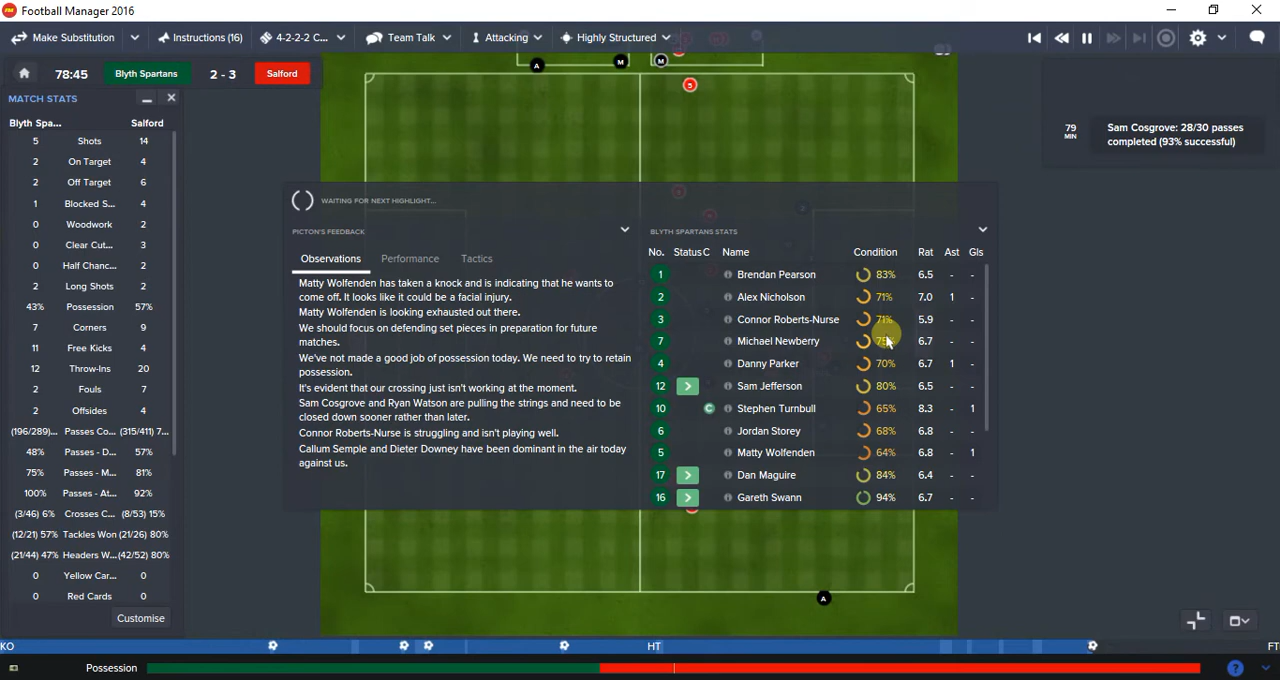 Football Manager 2016
Make Substitution
Instructions (16)
4-2-2-2 C...
Team Talk
Attacking
Highly Structured
78:45
Blyth Spartans
2 - 3
Salford
MATCH STATS
Blyth Spa... Salford
5 Shots 14
2 On Target 4
2 Off Target 6
1 Blocked S... 4
0 Woodwork 2
0 Clear Cut... 3
0 Half Chanc... 2
2 Long Shots 2
43% Possession 57%
7 Corners 9
11 Free Kicks 4
12 Throw-Ins 20
2 Fouls 7
2 Offsides 4
(196/289)... Passes Co... (315/411) 7...
48% Passes - D... 57%
75% Passes - M... 81%
100% Passes - At... 92%
(3/46) 6% Crosses C... (8/53) 15%
(12/21) 57% Tackles Won (21/26) 80%
(21/44) 47% Headers W... (42/52) 80%
0 Yellow Car... 0
0 Red Cards 0
Customise
A
M
M
5
79
MIN
Sam Cosgrove: 28/30 passes
completed (93% successful)
WAITING FOR NEXT HIGHLIGHT...
PICTON'S FEEDBACK
Observations Performance Tactics
Matty Wolfenden has taken a knock and is indicating that he wants to
come off. It looks like it could be a facial injury.
Matty Wolfenden is looking exhausted out there.
We should focus on defending set pieces in preparation for future
matches.
We've not made a good job of possession today. We need to try to retain
possession.
It's evident that our crossing just isn't working at the moment.
Sam Cosgrove and Ryan Watson are pulling the strings and need to be
closed down sooner rather than later.
Connor Roberts-Nurse is struggling and isn't playing well.
Callum Semple and Dieter Downey have been dominant in the air today
against us.
BLYTH SPARTANS STATS
No. Status C Name Condition Rat Ast Gls
1 Brendan Pearson 83% 6.5 - -
2 Alex Nicholson 71% 7.0 1 -
3 Connor Roberts-Nurse 71% 5.9 - -
7 Michael Newberry 6.7 - -
4 Danny Parker 70% 6.7 1 -
12 Sam Jefferson 80% 6.5 - -
10 C Stephen Turnbull 65% 8.3 - 1
6 Jordan Storey 68% 6.8 - -
5 Matty Wolfenden 64% 6.8 - 1
17 Dan Maguire 84% 6.4 - -
16 Gareth Swann 94% 6.7 - -
A
KO
HT
FT
Possession